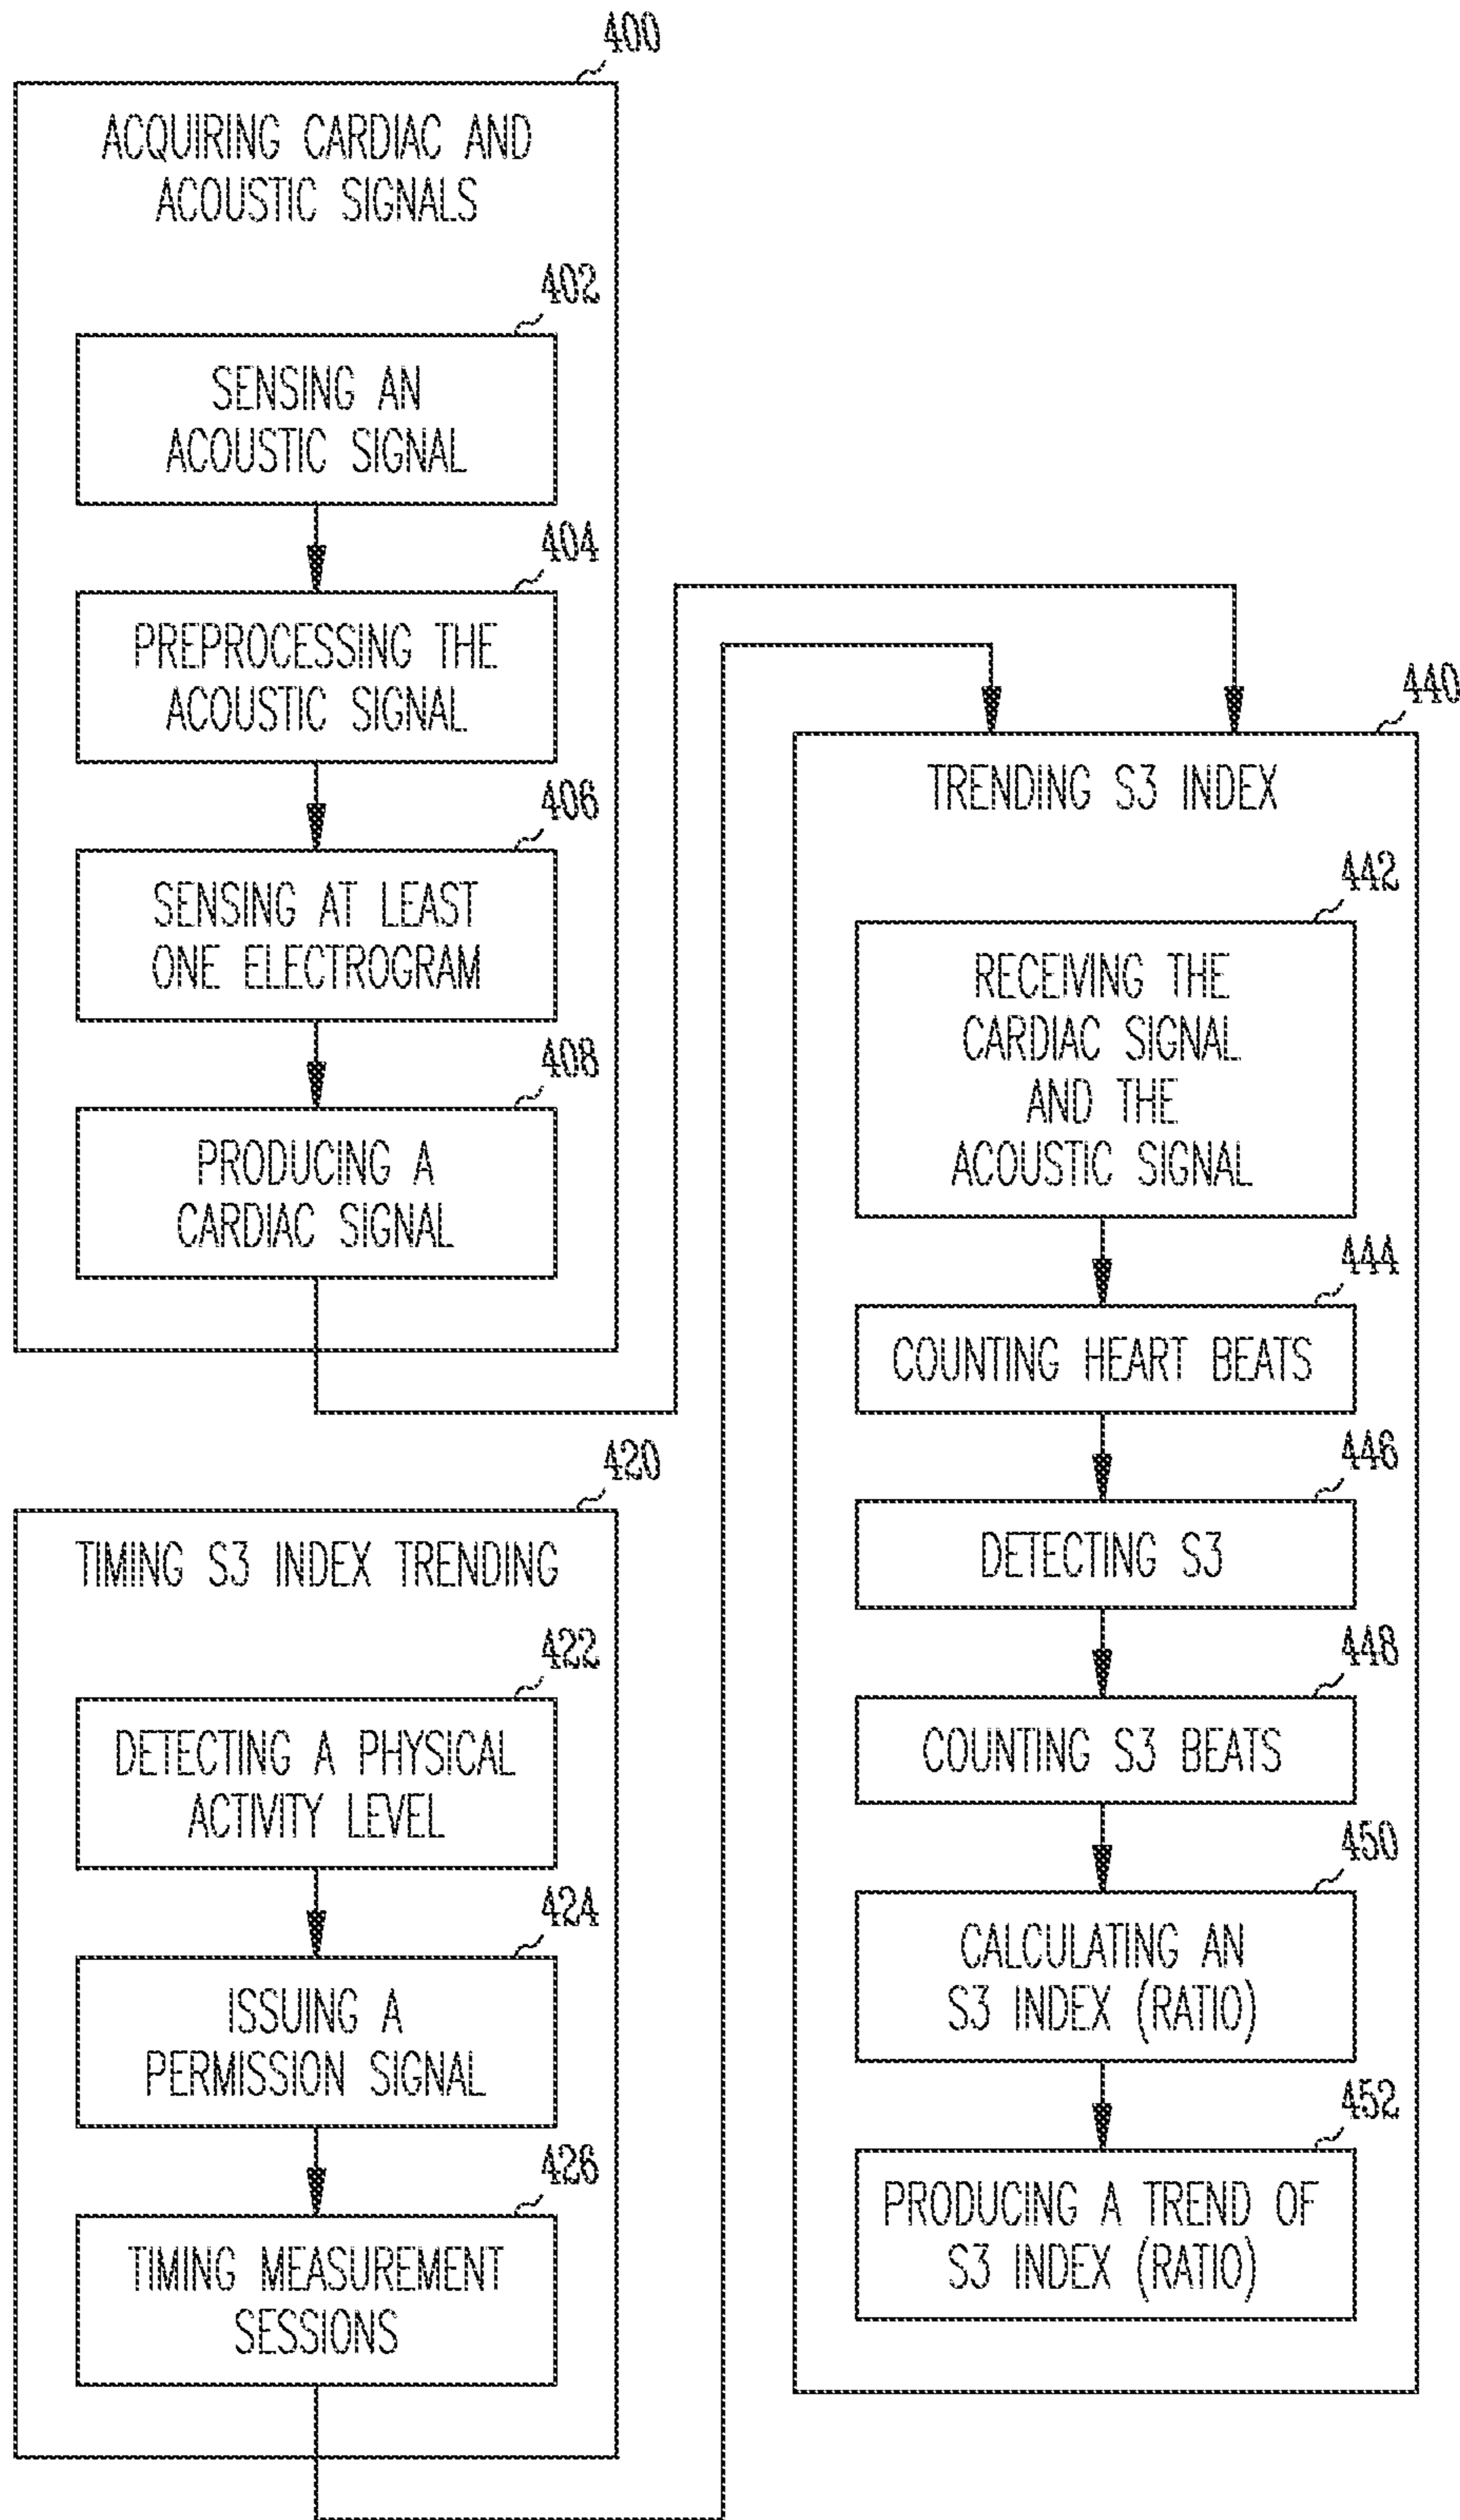 400
ACQUIRING CARDIAC AND
ACOUSTIC SIGNALS
402
SENSING AN
ACOUSTIC SIGNAL
404
PREPROCESSING THE
ACOUSTIC SIGNAL
406
SENSING AT LEAST
ONE ELECTROGRAM
408
PRODUCING A
CARDIAC SIGNAL
420
TIMING S3 INDEX TRENDING
422
DETECTING A PHYSICAL
ACTIVITY LEVEL
424
ISSUING A
PERMISSION SIGNAL
426
TIMING MEASUREMENT
SESSIONS
440
TRENDING S3 INDEX
442
RECEIVING THE
CARDIAC SIGNAL
AND THE
ACOUSTIC SIGNAL
444
COUNTING HEART BEATS
446
DETECTING S3
448
COUNTING S3 BEATS
450
CALCULATING AN
S3 INDEX (RATIO)
452
PRODUCING A TREND OF
S3 INDEX (RATIO)